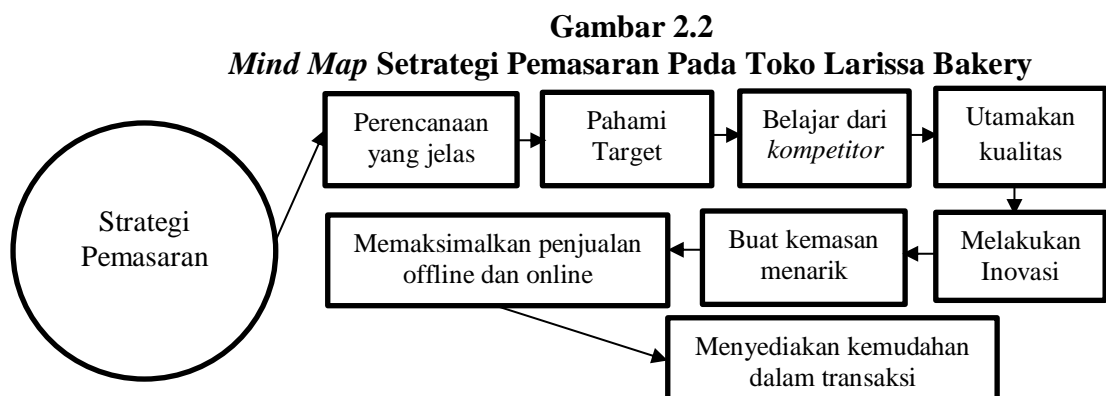 Gambar 2.2
Mind Map Setrategi Pemasaran Pada Toko Larissa Bakery
Strategi
Pemasaran
Perencanaan
yang jelas
Pahami
Target
Belajar dari
kompetitor
Utamakan
kualitas
Melakukan
Inovasi
Buat kemasan
menarik
Memaksimalkan penjualan
offline dan online
Menyediakan kemudahan
dalam transaksi